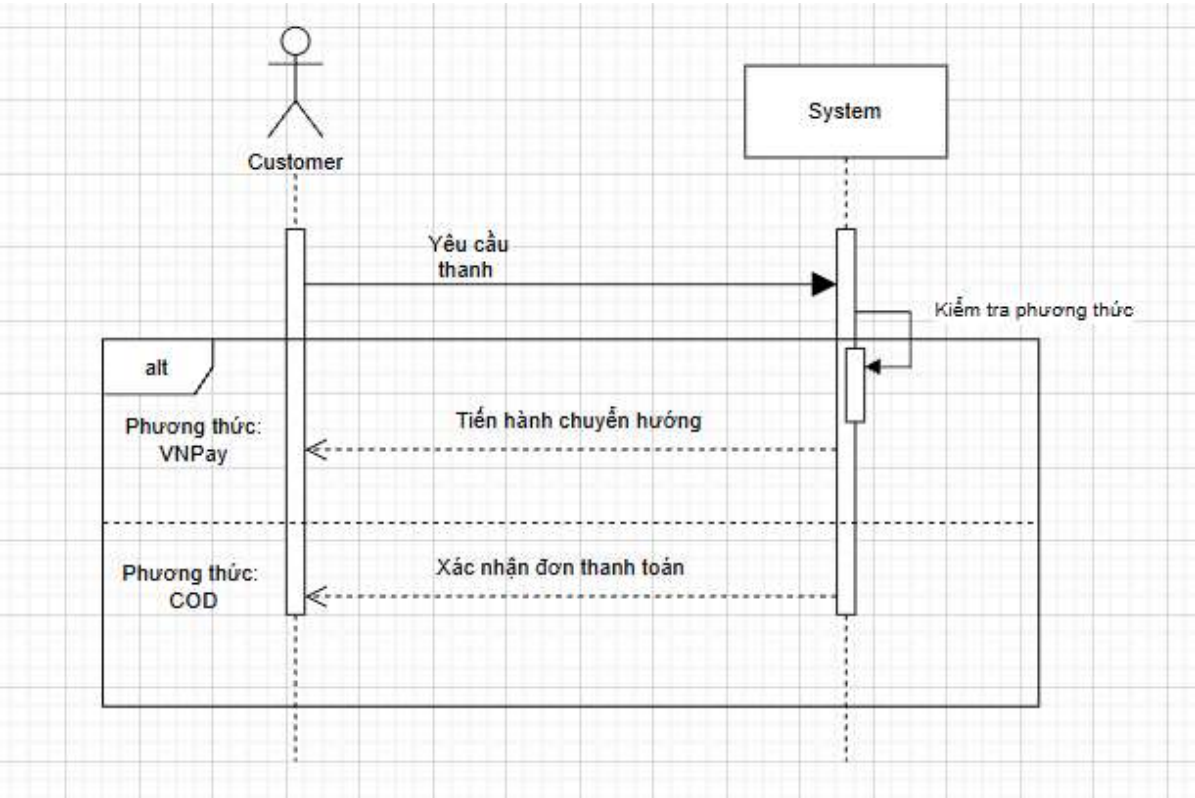 System
Customer
Yêu cầu
thanh
Kiểm tra phương thức
alt
Phương thức:
VNPay
Tiến hành chuyển hướng
Phương thức:
COD
Xác nhận đơn thanh toán